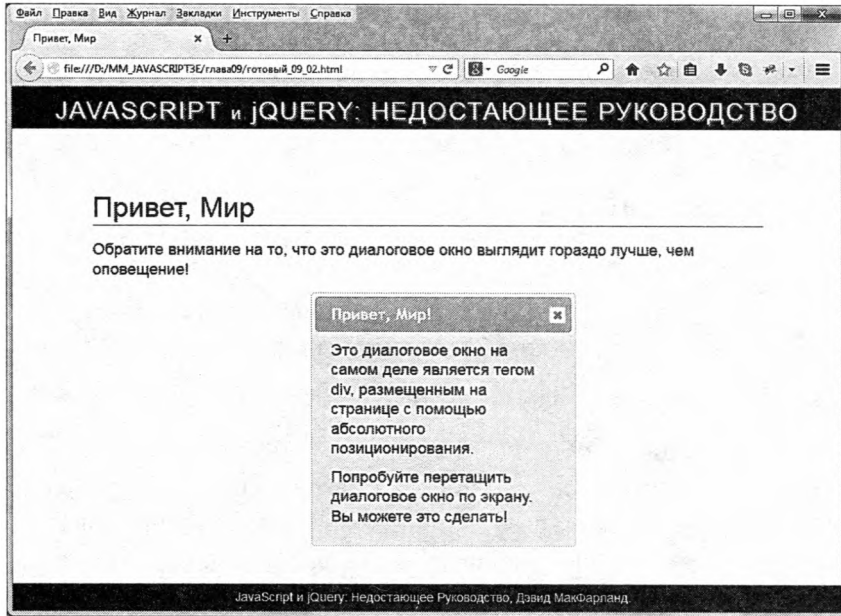 Файл Правка Вид Журнал Закладки Инструменты Справка
Привет, Мир
file:///D:/MM_JAVASCRIPT3E/глава09/готовый_09_02.html
Google
JAVASCRIPT и jQUERY: НЕДОСТАЮЩЕЕ РУКОВОДСТВО
Привет, Мир
Обратите внимание на то, что это диалоговое окно выглядит гораздо лучше, чем
оповещение!
Привет, Мир!
Это диалоговое окно на
самом деле является тегом
div, размещенным на
странице с помощью
абсолютного
позиционирования.
Попробуйте перетащить
диалоговое окно по экрану.
Вы можете это сделать!
JavaScript и jQuery: Недостающее Руководство, Дэвид МакФарланд